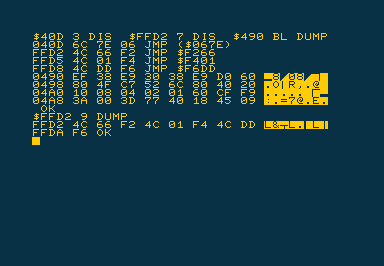 $40D 3 DIS  $FFD2 7 DIS  $490 BL DUMP
040D 6C 7E 06 JMP ($067E)
FFD2 4C 66 F2 JMP $F266
FFD5 4C 01 F4 JMP $F401
FFD8 4C DD F6 JMP $F6DD
0490 EF 38 E9 30 38 E9 D0 60
0498 80 4F C7 52 6C 80 40 20
04A0 10 08 04 02 01 60 CF F9
04A8 3A 00 3D 77 40 18 45 09
OK
$FFD2 9 DUMP
FFD2 4C 66 F2 4C 01 F4 4C DD
FFDA F6 OK